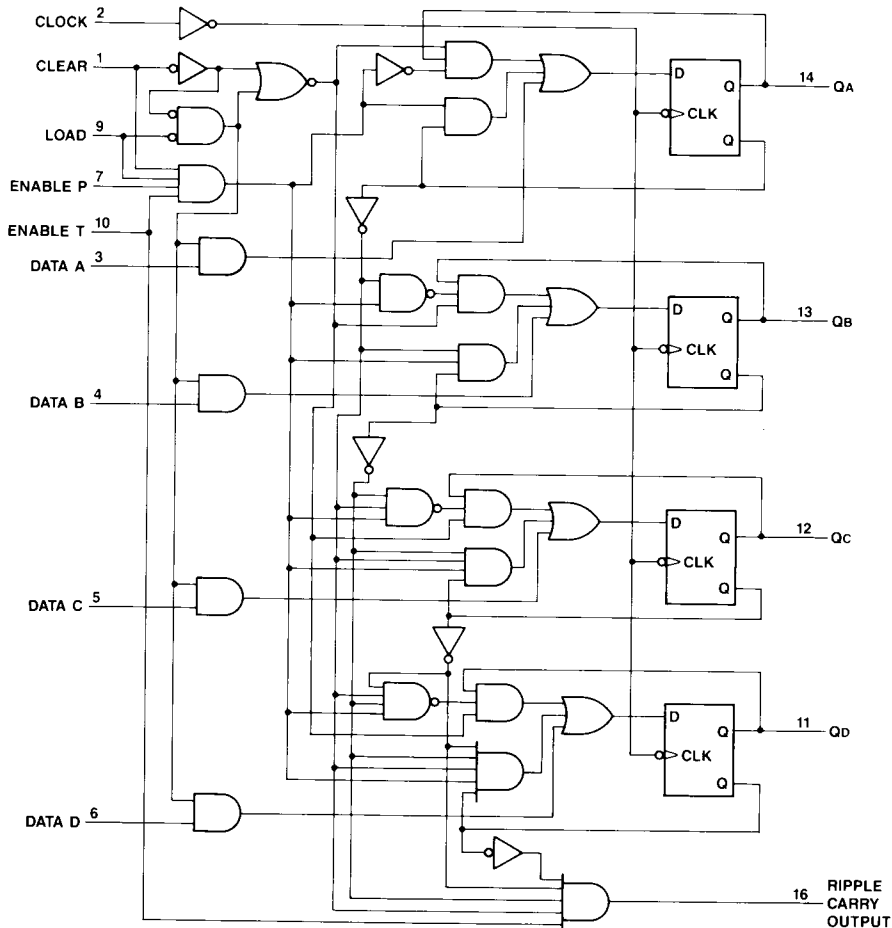 CLOCK 2
CLEAR 1
LOAD 9
ENABLE P 7
ENABLE T 10
DATA A 3
D
Q
CLK
Q
14 QA
D
Q
CLK
Q
13 QB
DATA B 4
D
Q
CLK
Q
12 QC
DATA C 5
D
Q
CLK
Q
11 QD
DATA D 6
16 RIPPLE
CARRY
OUTPUT